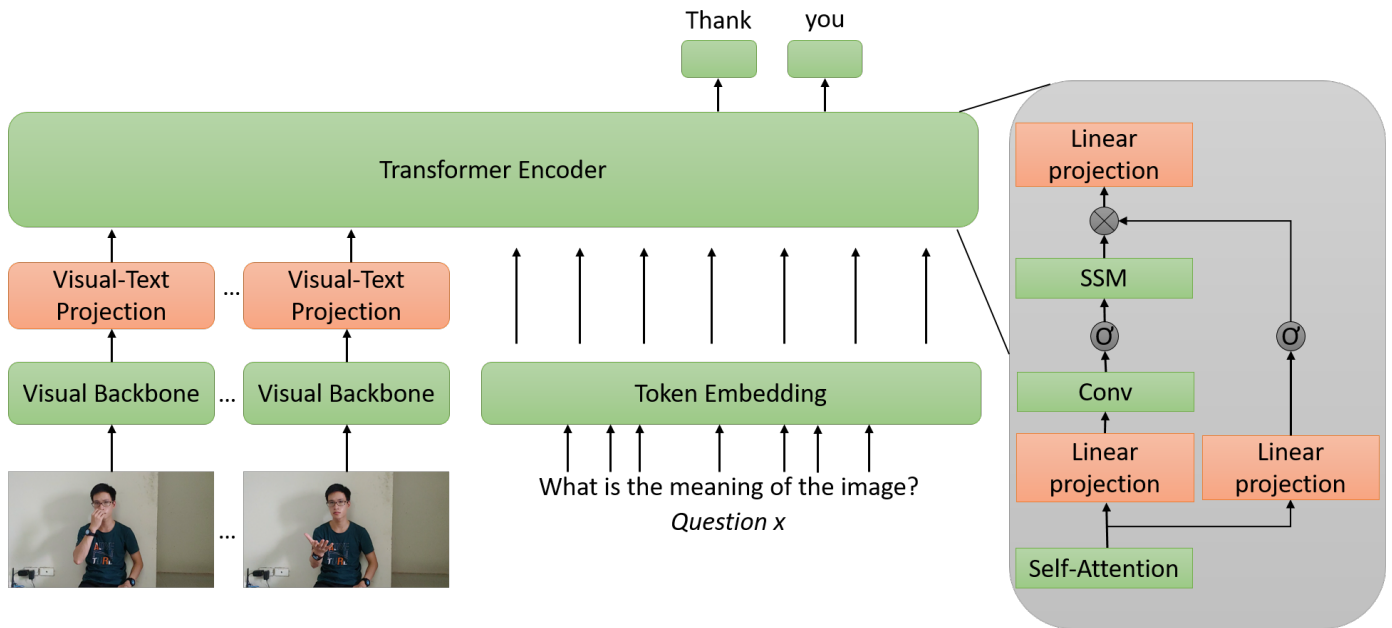 Thank you
Transformer Encoder
Visual-Text
Projection
...
Visual-Text
Projection
Visual Backbone
...
Visual Backbone
Token Embedding
...
What is the meaning of the image?
Question x
Linear
projection
SSM
σ
σ
Conv
Linear
projection
Linear
projection
Self-Attention